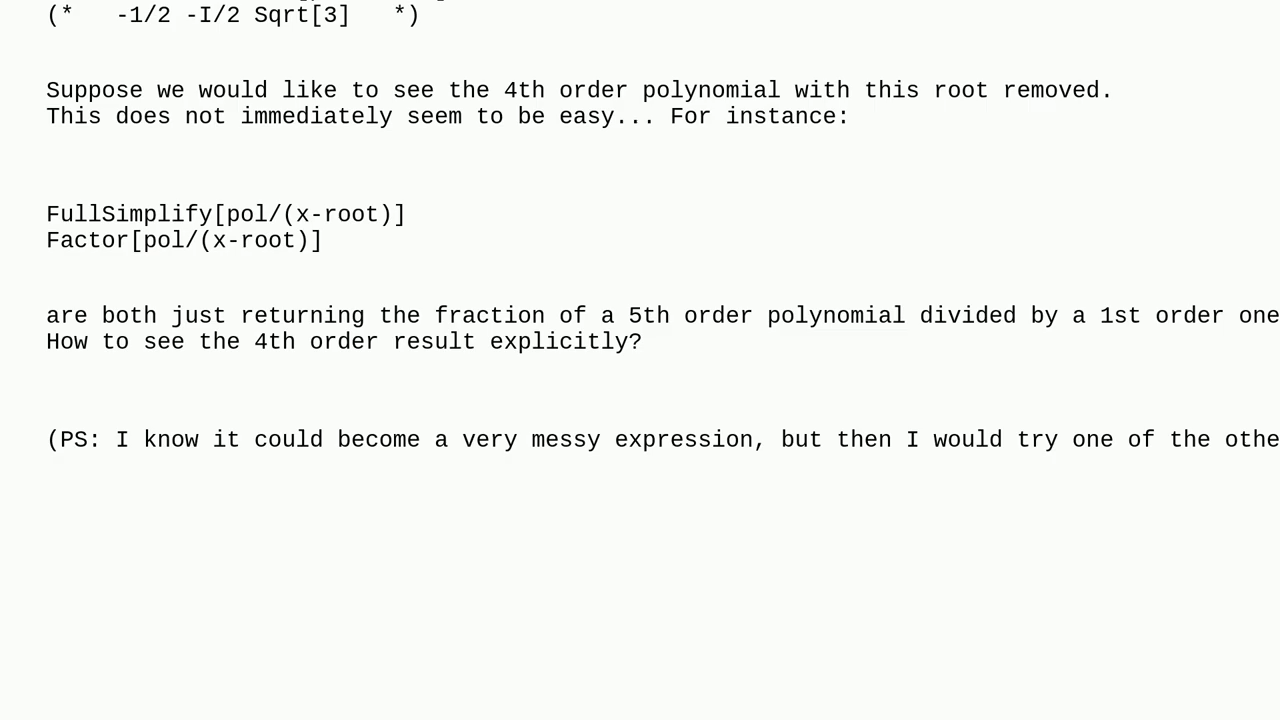 (*   -1/2 -I/2 Sqrt[3]   *)
Suppose we would like to see the 4th order polynomial with this root removed.
This does not immediately seem to be easy... For instance:
FullSimplify[pol/(x-root)]
Factor[pol/(x-root)]
are both just returning the fraction of a 5th order polynomial divided by a 1st order one
How to see the 4th order result explicitly?
(PS: I know it could become a very messy expression, but then I would try one of the othe